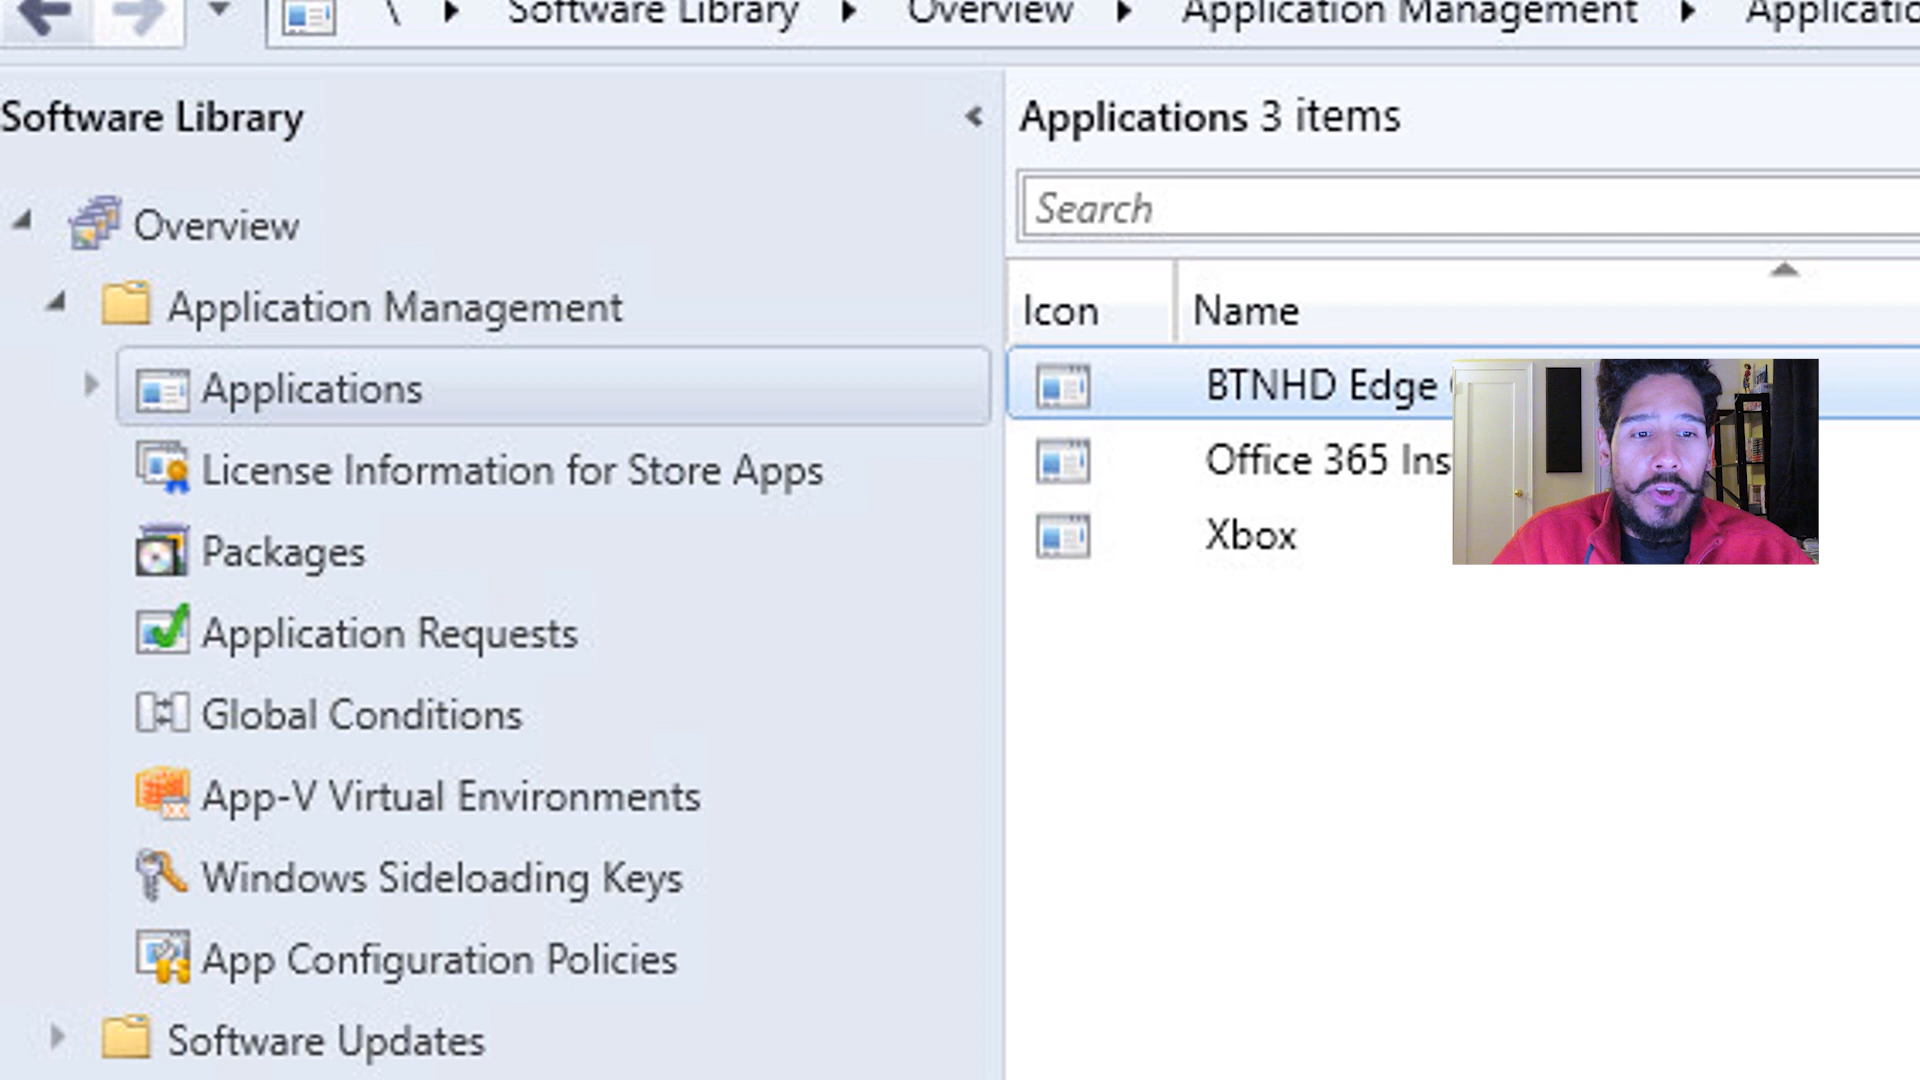 \ Software Library Overview Application Management Applicatio
Software Library
Applications 3 items
Search
Overview
Application Management
Icon Name
Applications
BTNHD Edge
License Information for Store Apps
Office 365 Ins
Packages
Xbox
Application Requests
Global Conditions
App-V Virtual Environments
Windows Sideloading Keys
App Configuration Policies
Software Updates